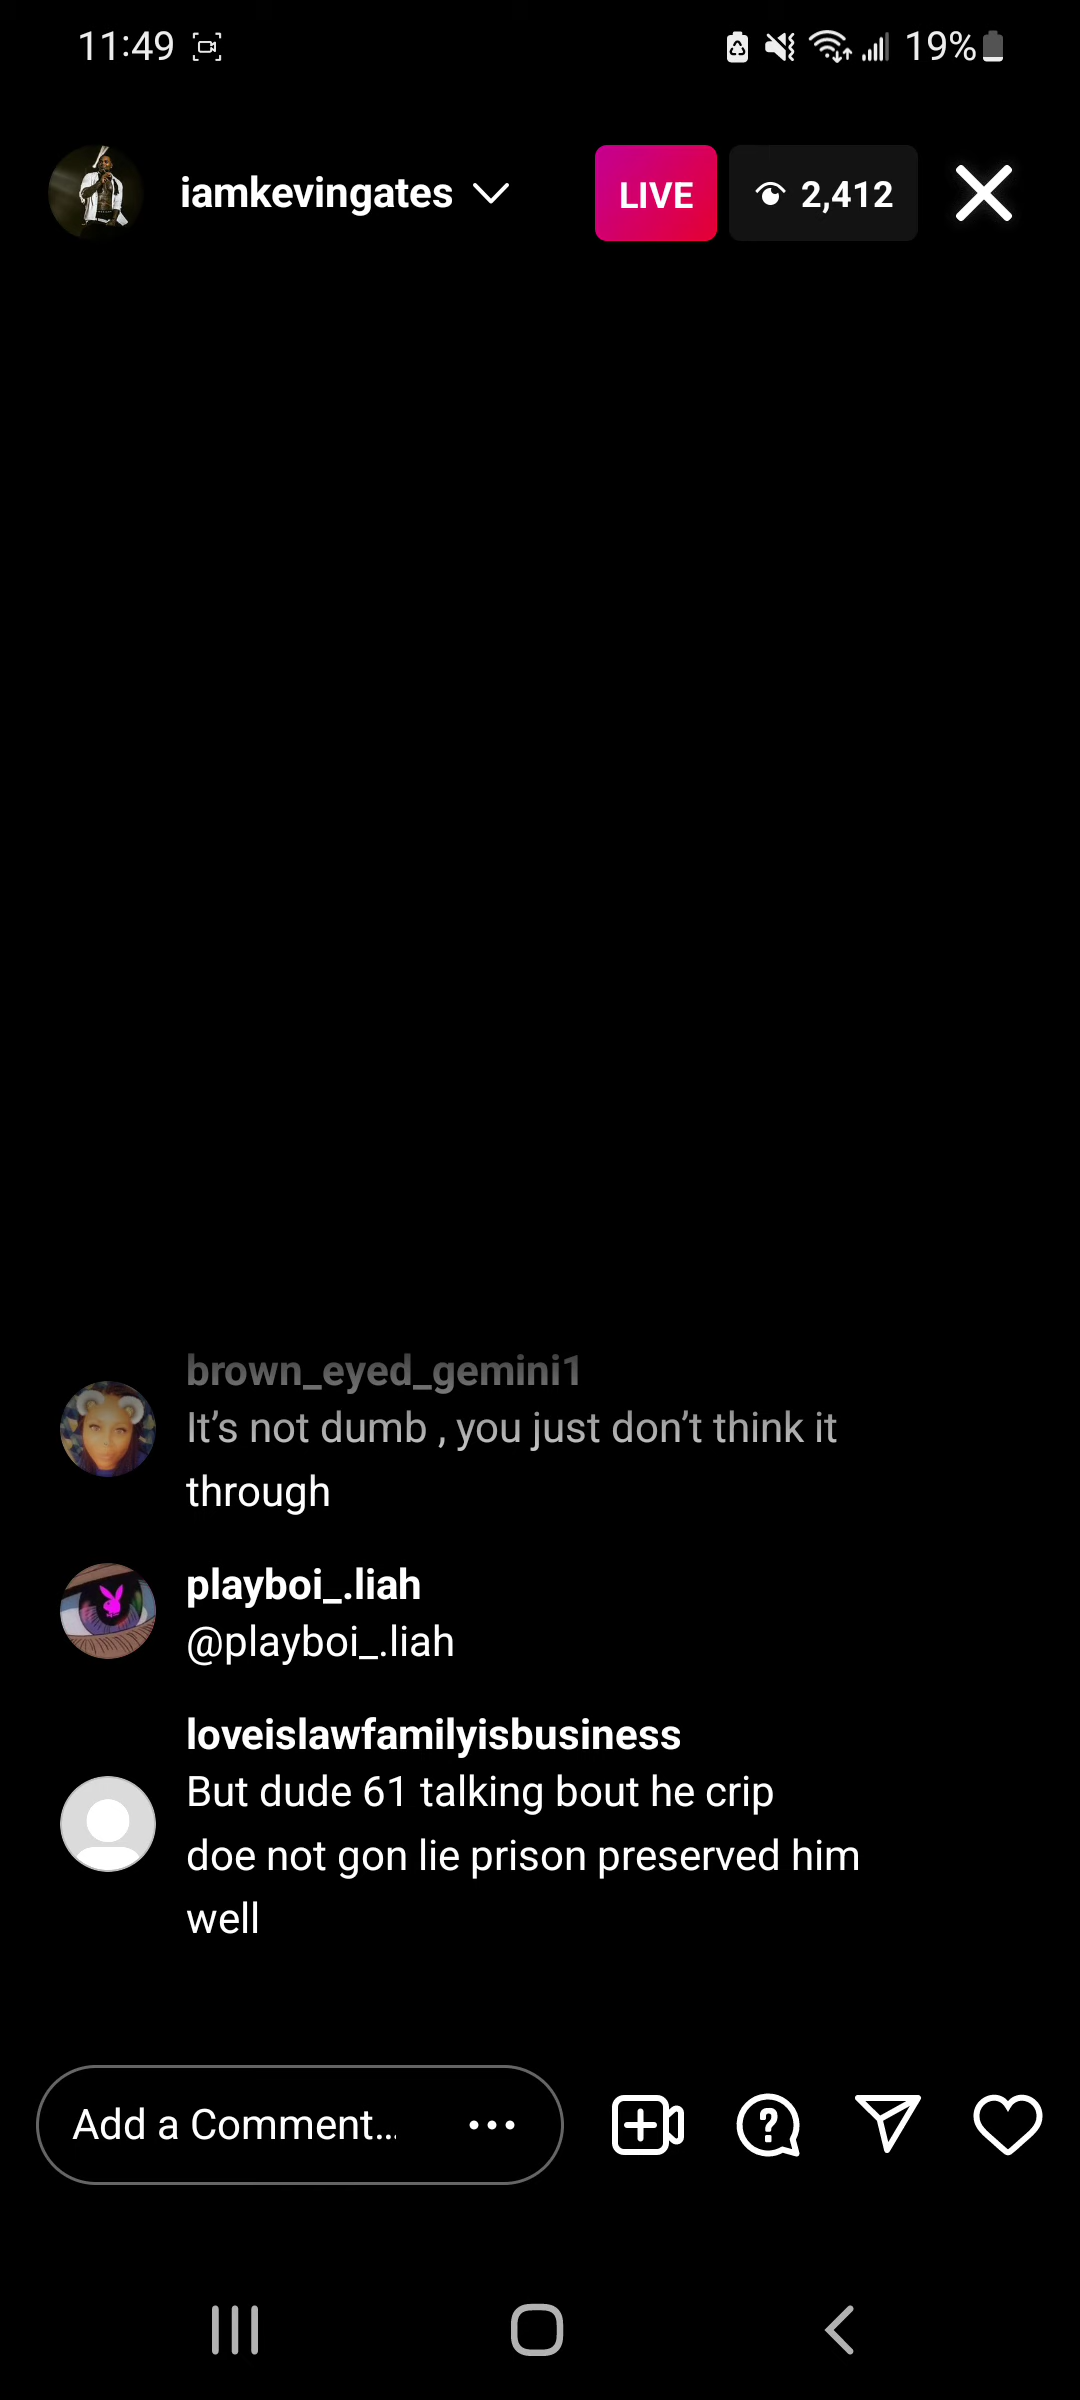 11:49 19%
iamkevingates LIVE 2,412
brown_eyed_gemini1
It’s not dumb , you just don’t think it
through
playboi_.liah
@playboi_.liah
loveislawfamilyisbusiness
But dude 61 talking bout he crip
doe not gon lie prison preserved him
well
Add a Comment...